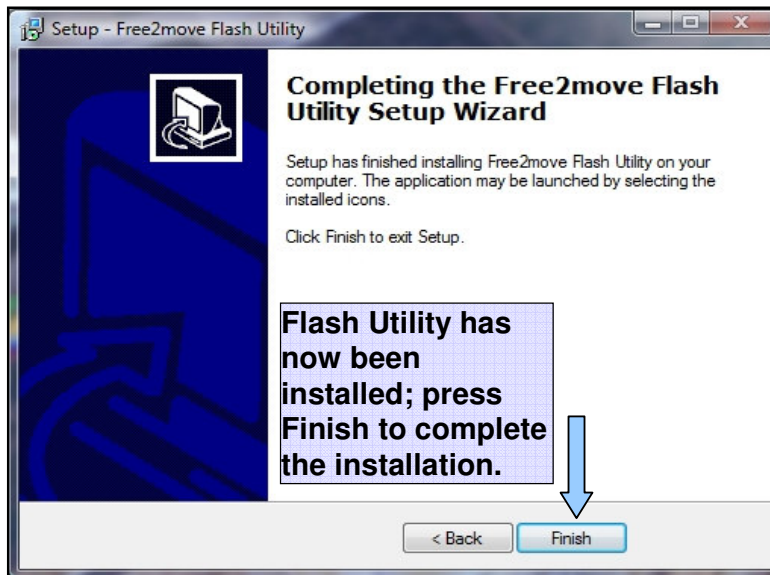 Setup - Free2move Flash Utility
Completing the Free2move Flash
Utility Setup Wizard
Setup has finished installing Free2move Flash Utility on your
computer. The application may be launched by selecting the
installed icons.
Click Finish to exit Setup.
Flash Utility has
now been
installed; press
Finish to complete
the installation.
< Back
Finish